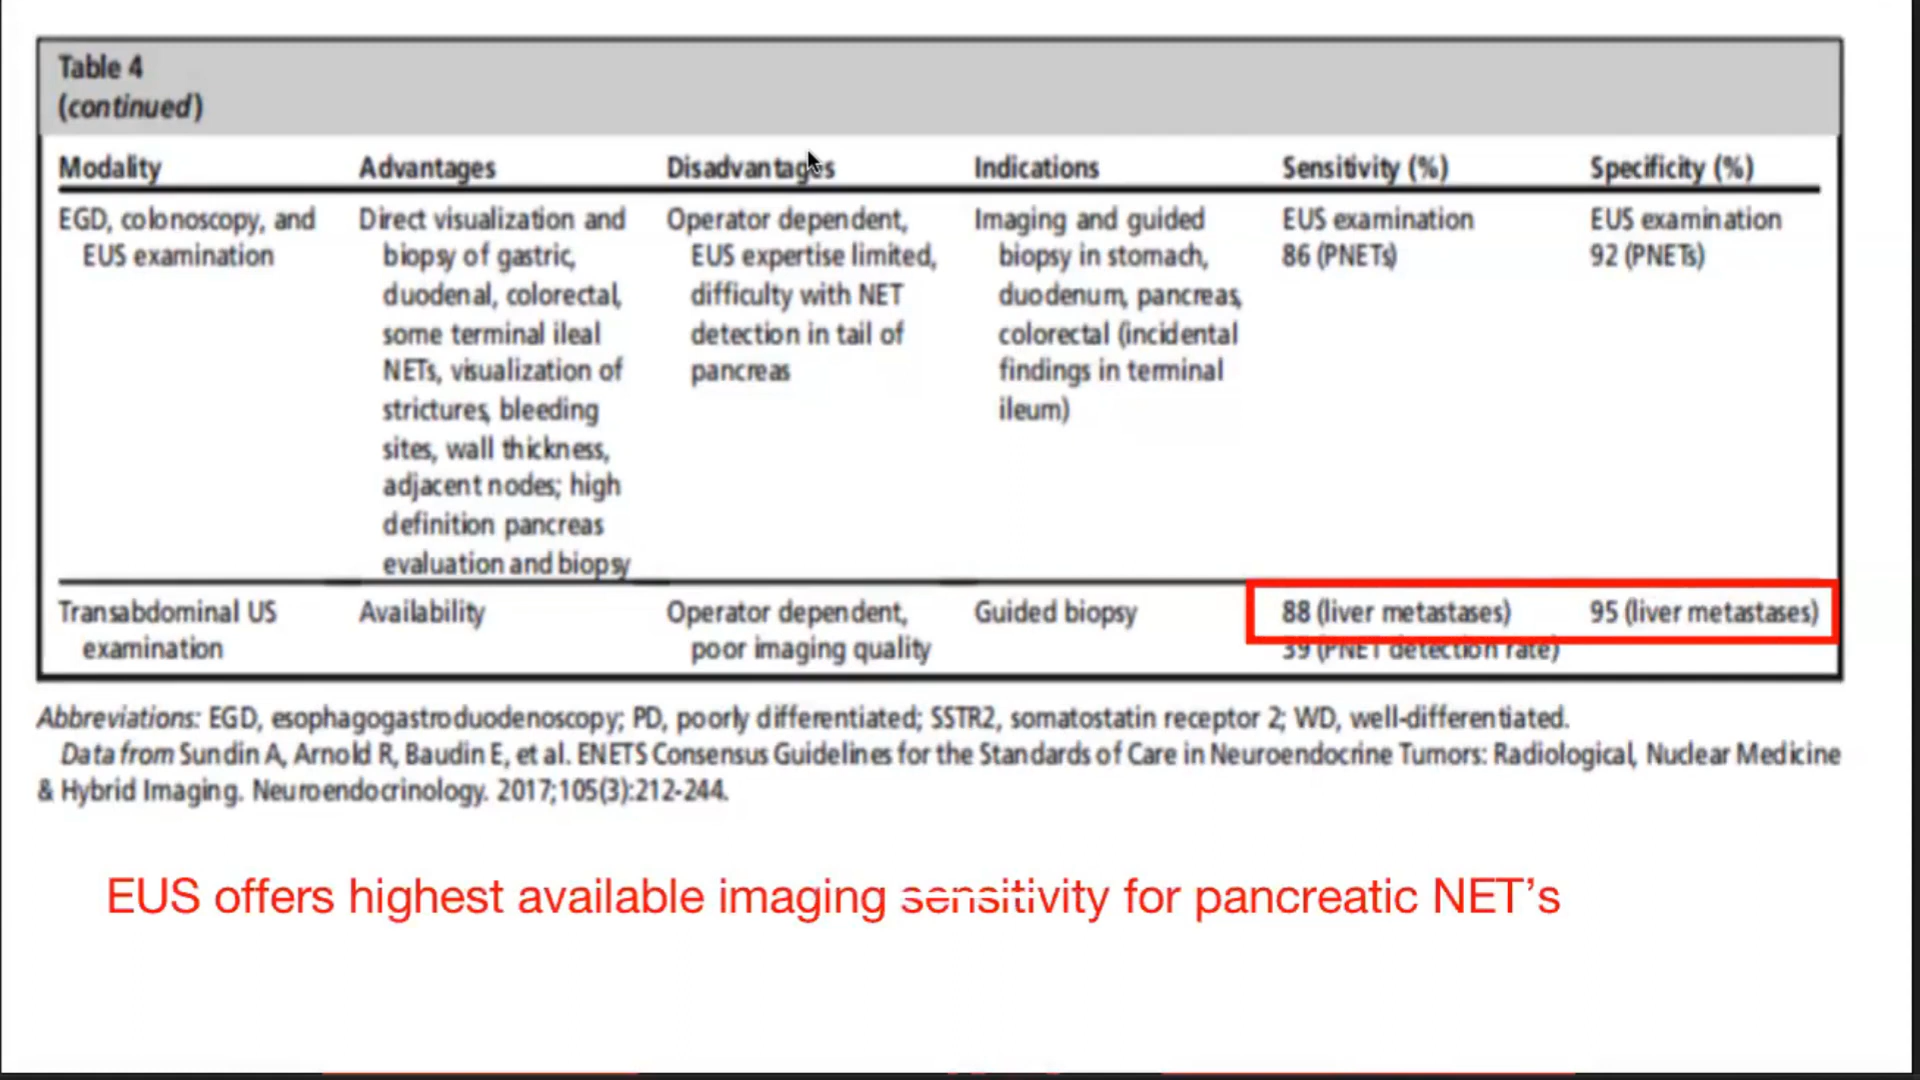 Table 4
(continued)
Modality Advantages Disadvantages Indications Sensitivity (%) Specificity (%)
EGD, colonoscopy, and Direct visualization and Operator dependent, Imaging and guided EUS examination EUS examination
EUS examination biopsy of gastric, EUS expertise limited, biopsy in stomach, 86 (PNETs) 92 (PNETs)
duodenal, colorectal, difficulty with NET duodenum, pancreas,
some terminal ileal detection in tail of colorectal (incidental
NETs, visualization of pancreas findings in terminal
strictures, bleeding ileum)
sites, wall thickness,
adjacent nodes; high
definition pancreas
evaluation and biopsy
Transabdominal US Availability Operator dependent, Guided biopsy 88 (liver metastases) 95 (liver metastases)
examination poor imaging quality 39 (PNET detection rate)
Abbreviations: EGD, esophagogastroduodenoscopy; PD, poorly differentiated; SSTR2, somatostatin receptor 2; WD, well-differentiated.
Data from Sundin A, Arnold R, Baudin E, et al. ENETS Consensus Guidelines for the Standards of Care in Neuroendocrine Tumors: Radiological, Nuclear Medicine
& Hybrid Imaging. Neuroendocrinology. 2017;105(3):212-244.
EUS offers highest available imaging sensitivity for pancreatic NET’s